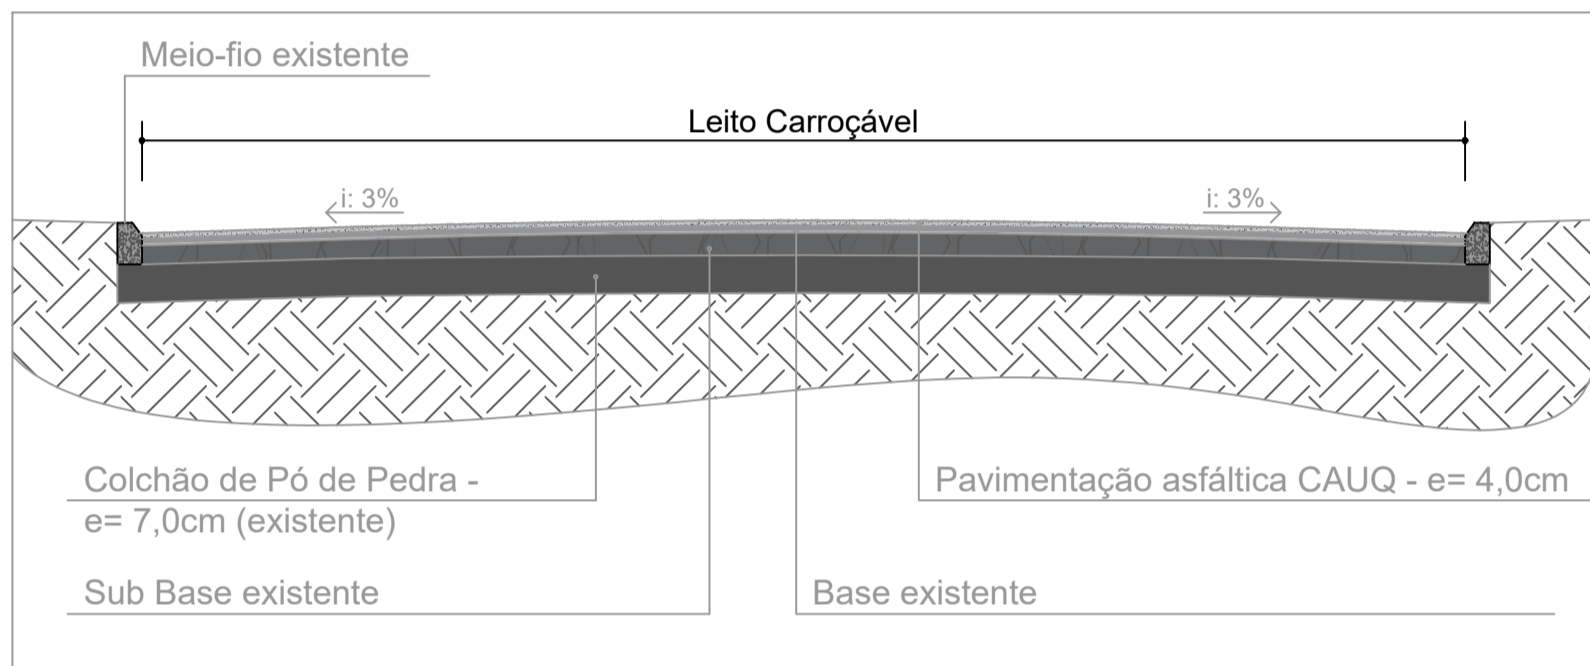 Meio-fio existente
Leito Carroçável
i: 3%
i: 3%
Colchão de Pó de Pedra -
e= 7,0cm (existente)
Pavimentação asfáltica CAUQ - e= 4,0cm
Sub Base existente
Base existente